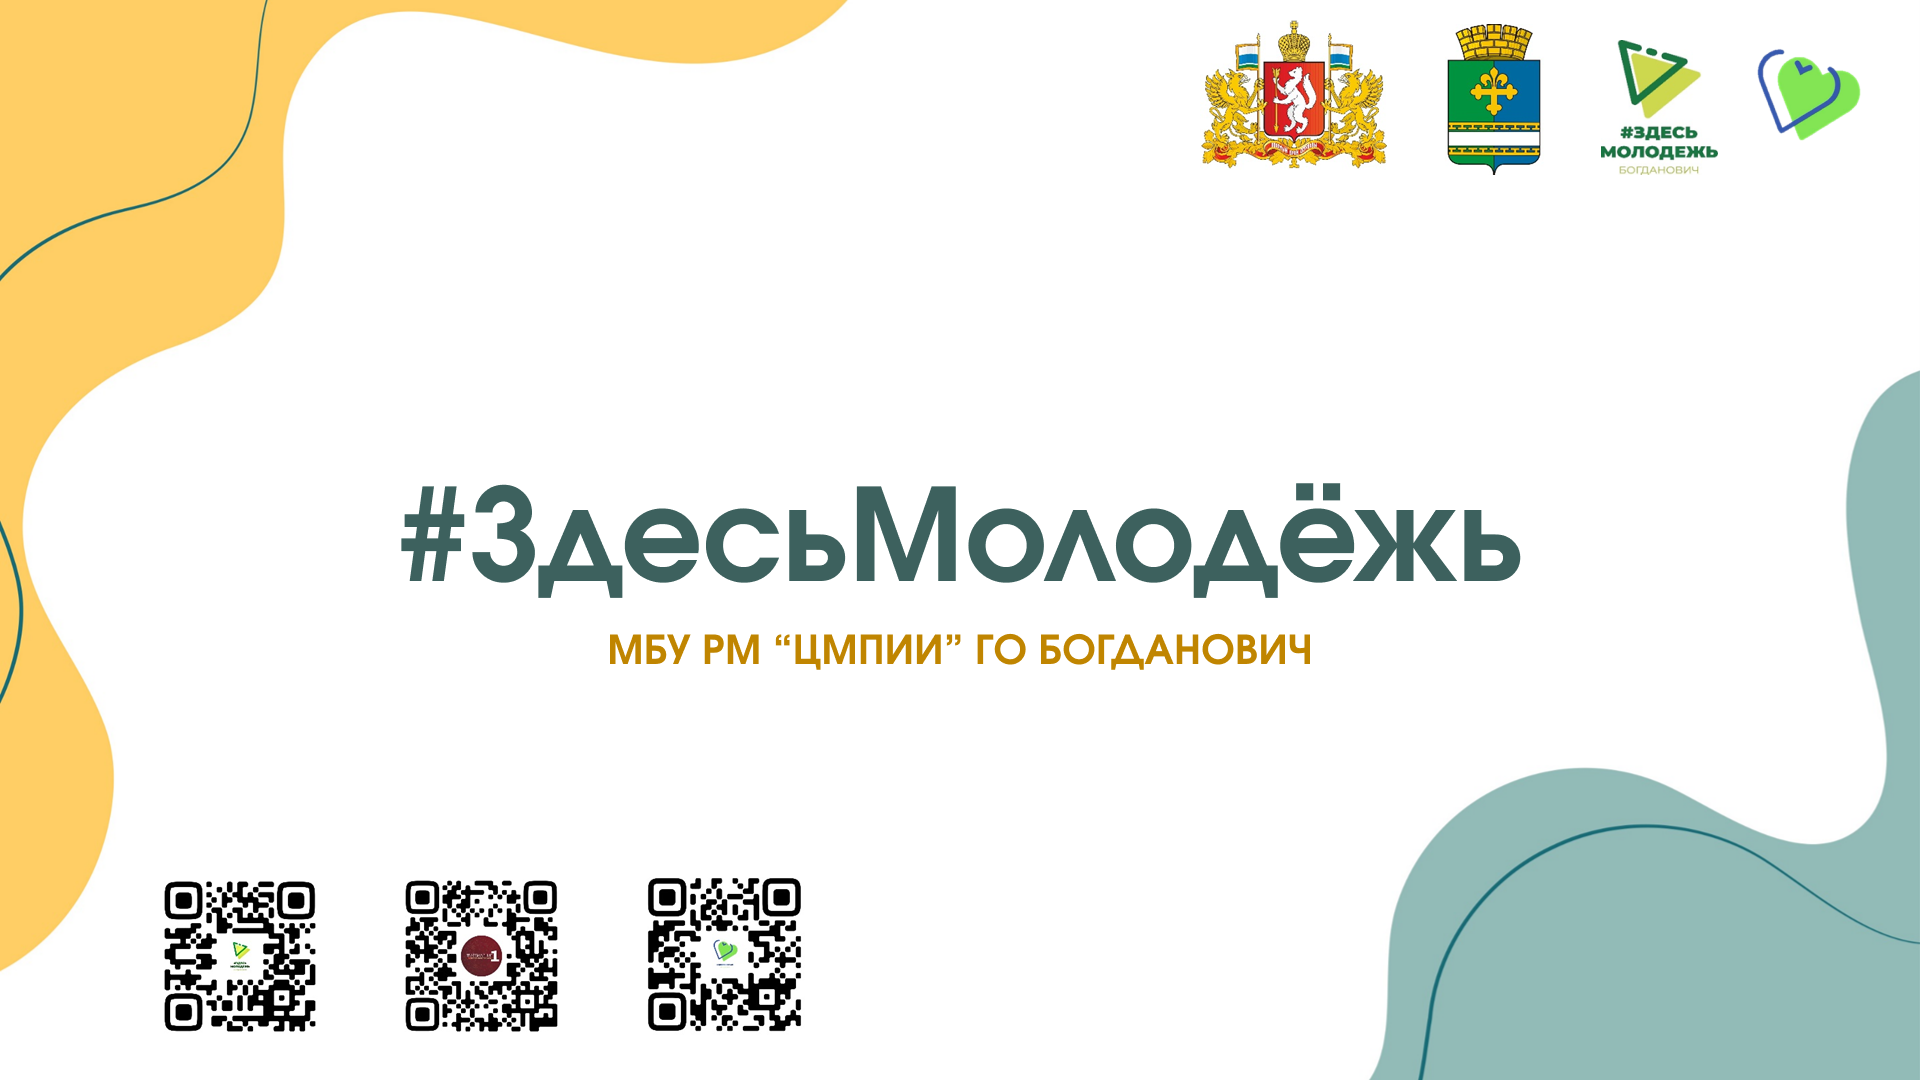 #ЗДЕСЬ
МОЛОДЕЖЬ
БОГДАНОВИЧ
#ЗдесьМолодёжь
МБУ РМ “ЦМПИИ” ГО БОГДАНОВИЧ